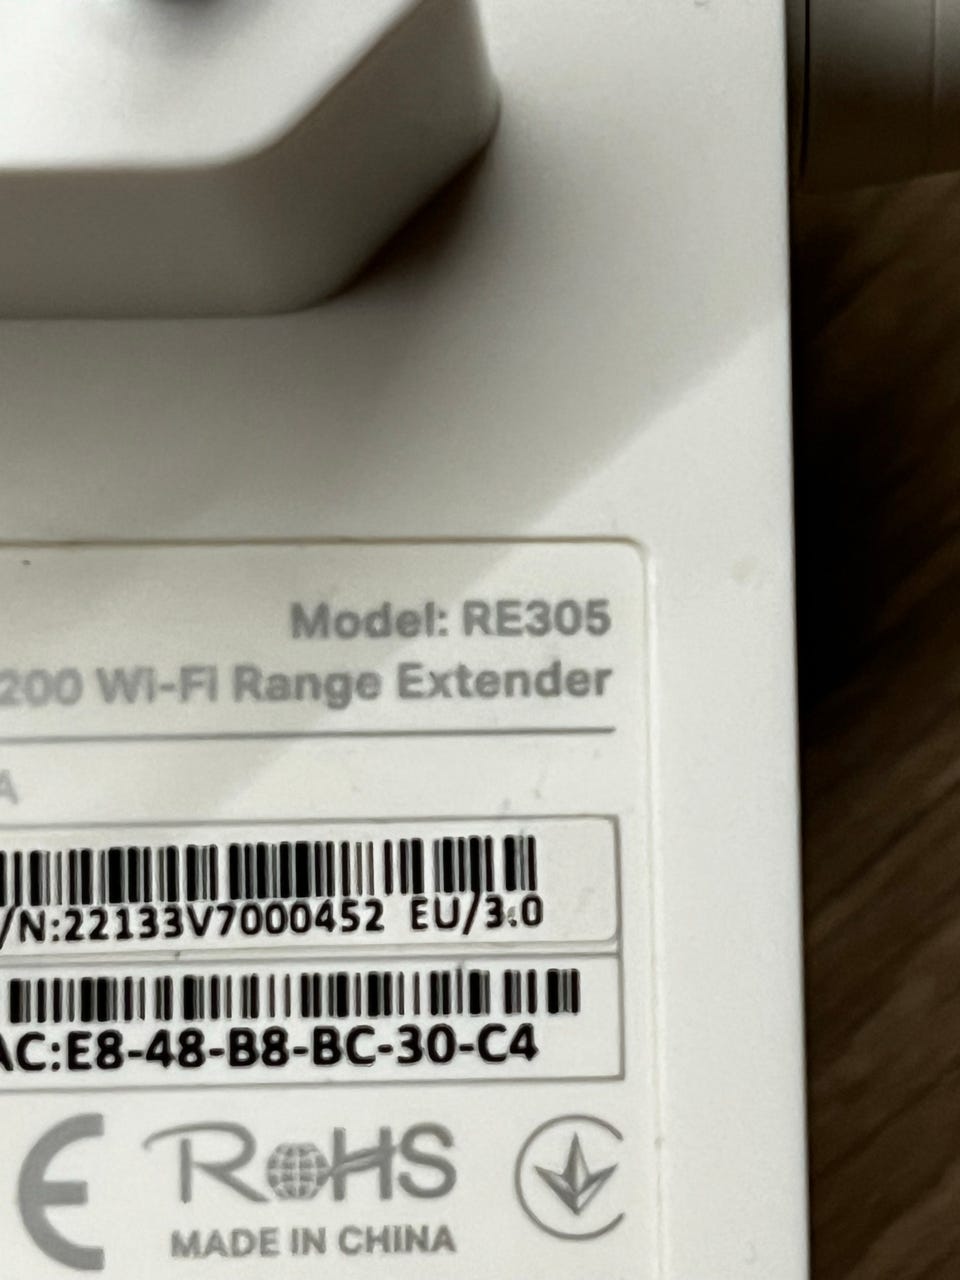 Model: RE305
200 Wi-Fi Range Extender
A
/N:22133V7000452 EU/3.0
AC:E8-48-B8-BC-30-C4
CE RoHS
MADE IN CHINA